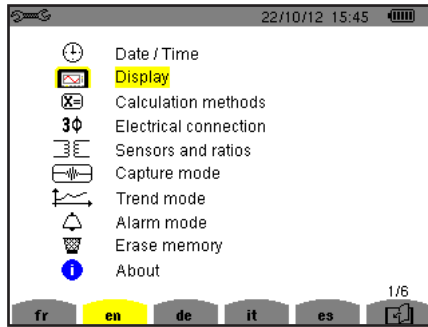 22/10/12 15:45
Date / Time
Display
X= Calculation methods
3Φ Electrical connection
Sensors and ratios
Capture mode
Trend mode
Alarm mode
Erase memory
i About
1/6
fr en de it es